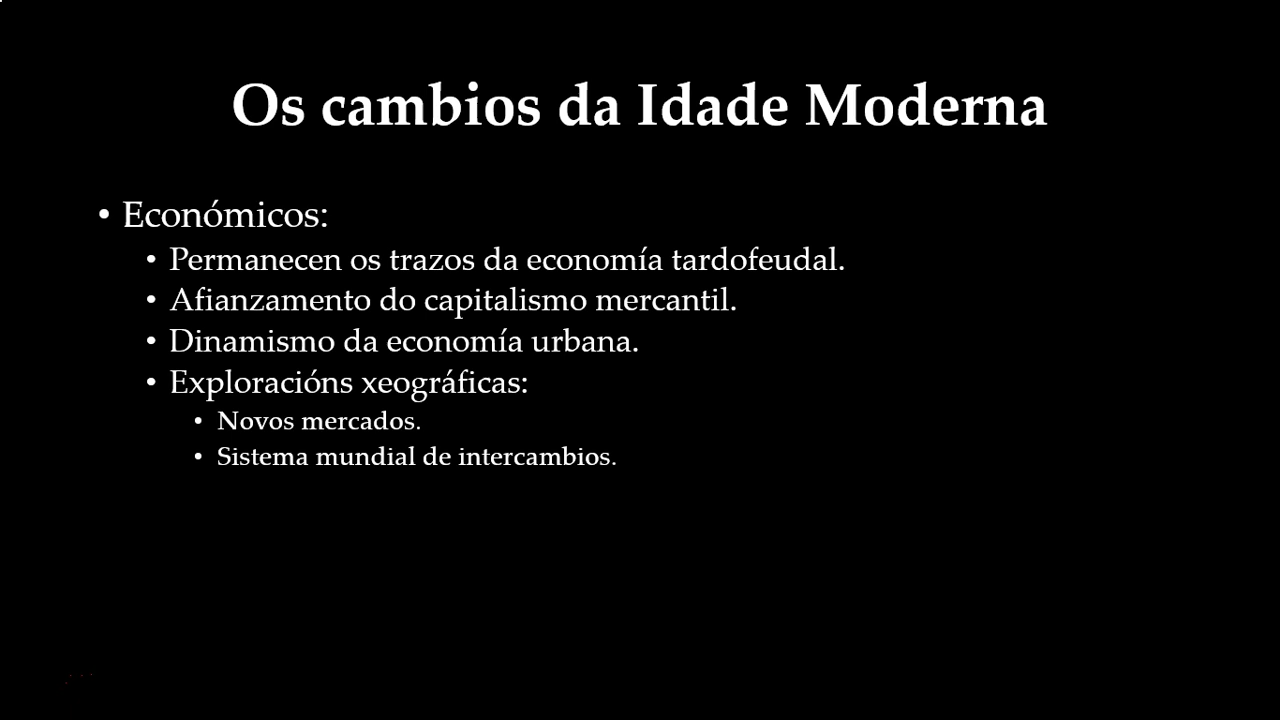 Os cambios da Idade Moderna
• Económicos:
• Permanecen os trazos da economía tardofeudal.
• Afianzamento do capitalismo mercantil.
• Dinamismo da economía urbana.
• Exploracións xeográficas:
• Novos mercados.
• Sistema mundial de intercambios.